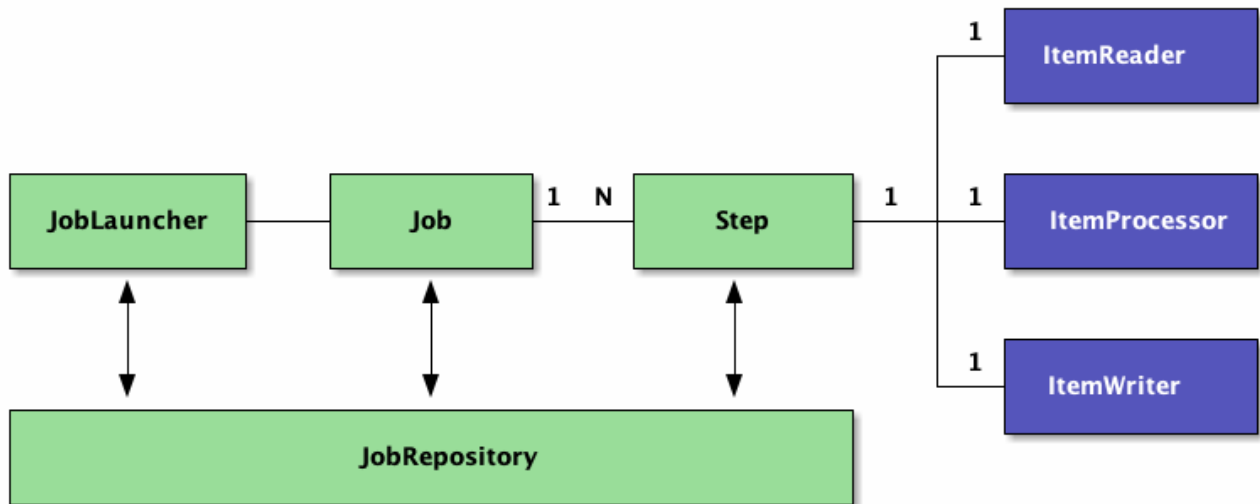 1
ItemReader
JobLauncher
Job
1 N
Step
1
1
ItemProcessor
1
ItemWriter
JobRepository